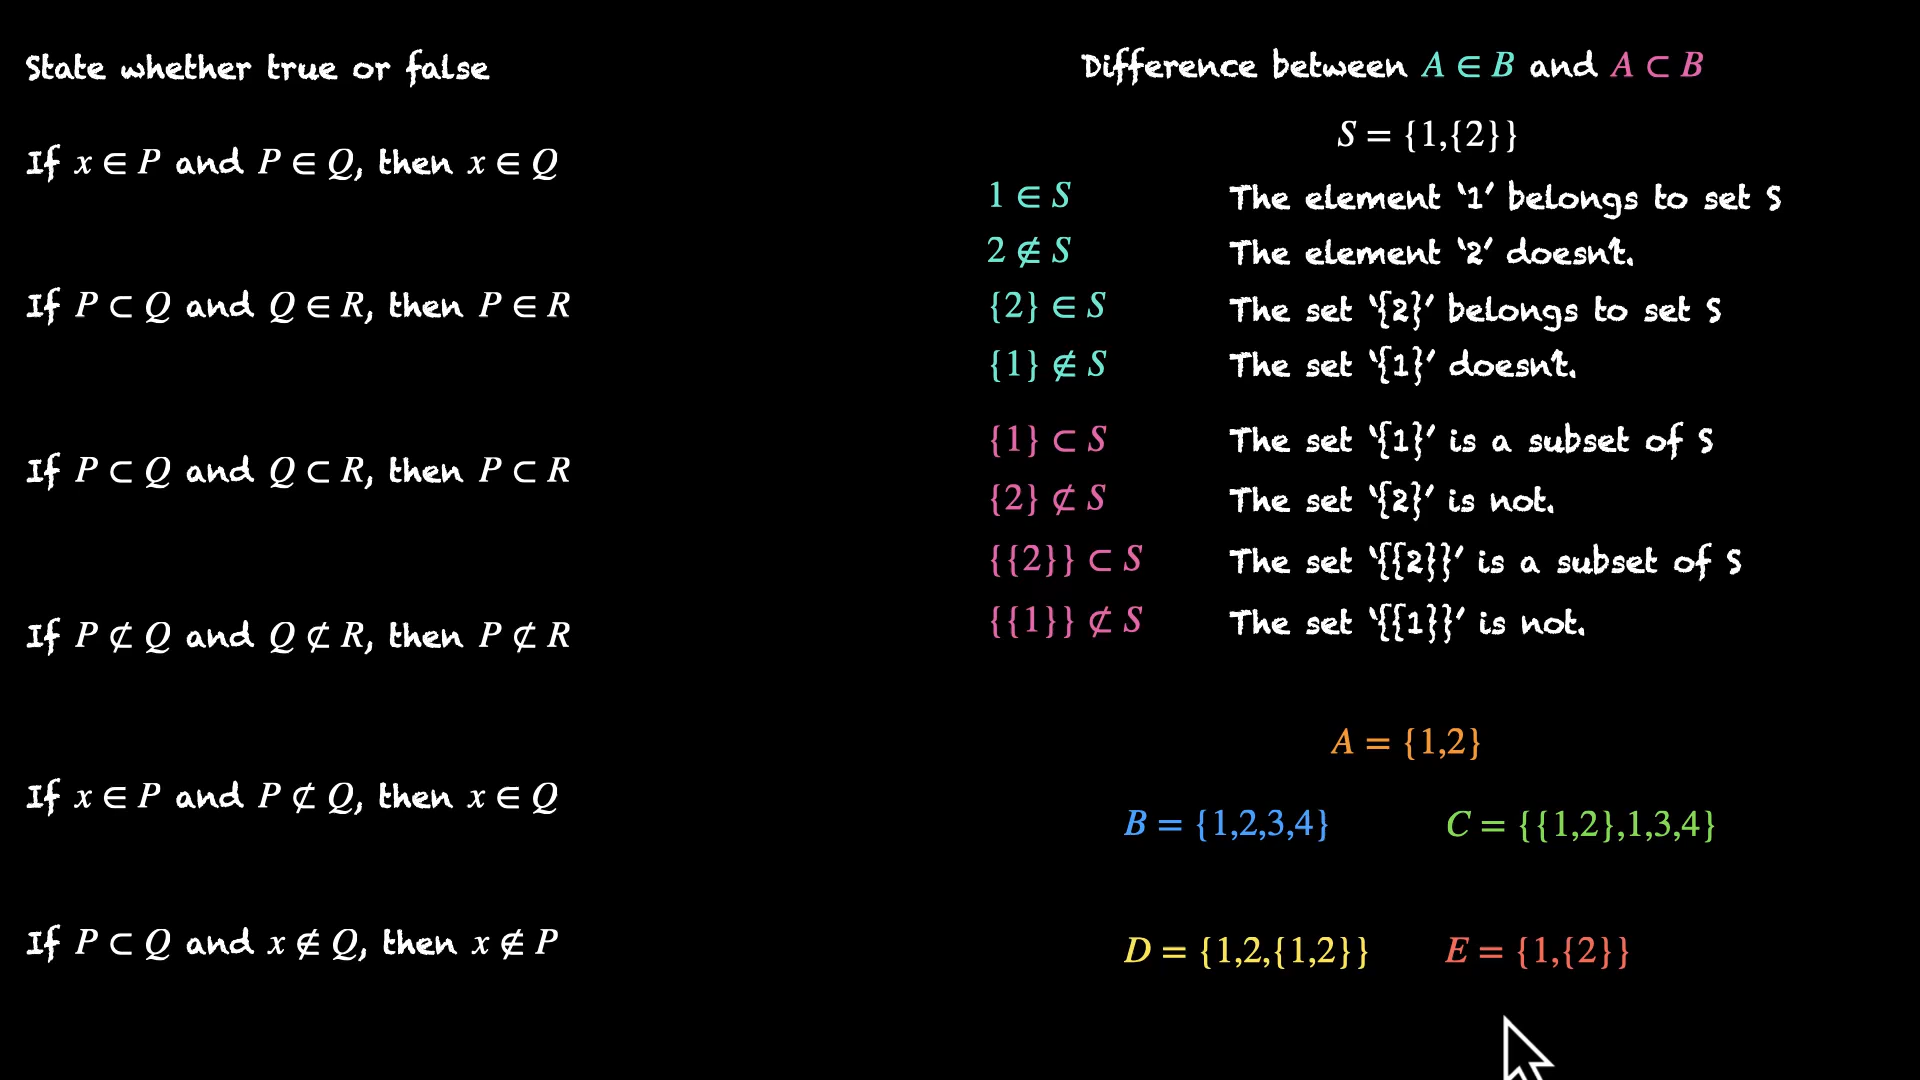 State whether true or false
If x ∈ P and P ∈ Q, then x ∈ Q
If P ⊂ Q and Q ∈ R, then P ∈ R
If P ⊂ Q and Q ⊂ R, then P ⊂ R
If P ⊄ Q and Q ⊄ R, then P ⊄ R
If x ∈ P and P ⊄ Q, then x ∈ Q
If P ⊂ Q and x ∉ Q, then x ∉ P
Difference between A ∈ B and A ⊂ B
S = {1,{2}}
1 ∈ S The element '1' belongs to set S
2 ∉ S The element '2' doesn't.
{2} ∈ S The set '{2}' belongs to set S
{1} ∉ S The set '{1}' doesn't.
{1} ⊂ S The set '{1}' is a subset of S
{2} ⊄ S The set '{2}' is not.
{{2}} ⊂ S The set '{{2}}' is a subset of S
{{1}} ⊄ S The set '{{1}}' is not.
A = {1,2}
B = {1,2,3,4} C = {{1,2},1,3,4}
D = {1,2,{1,2}} E = {1,{2}}